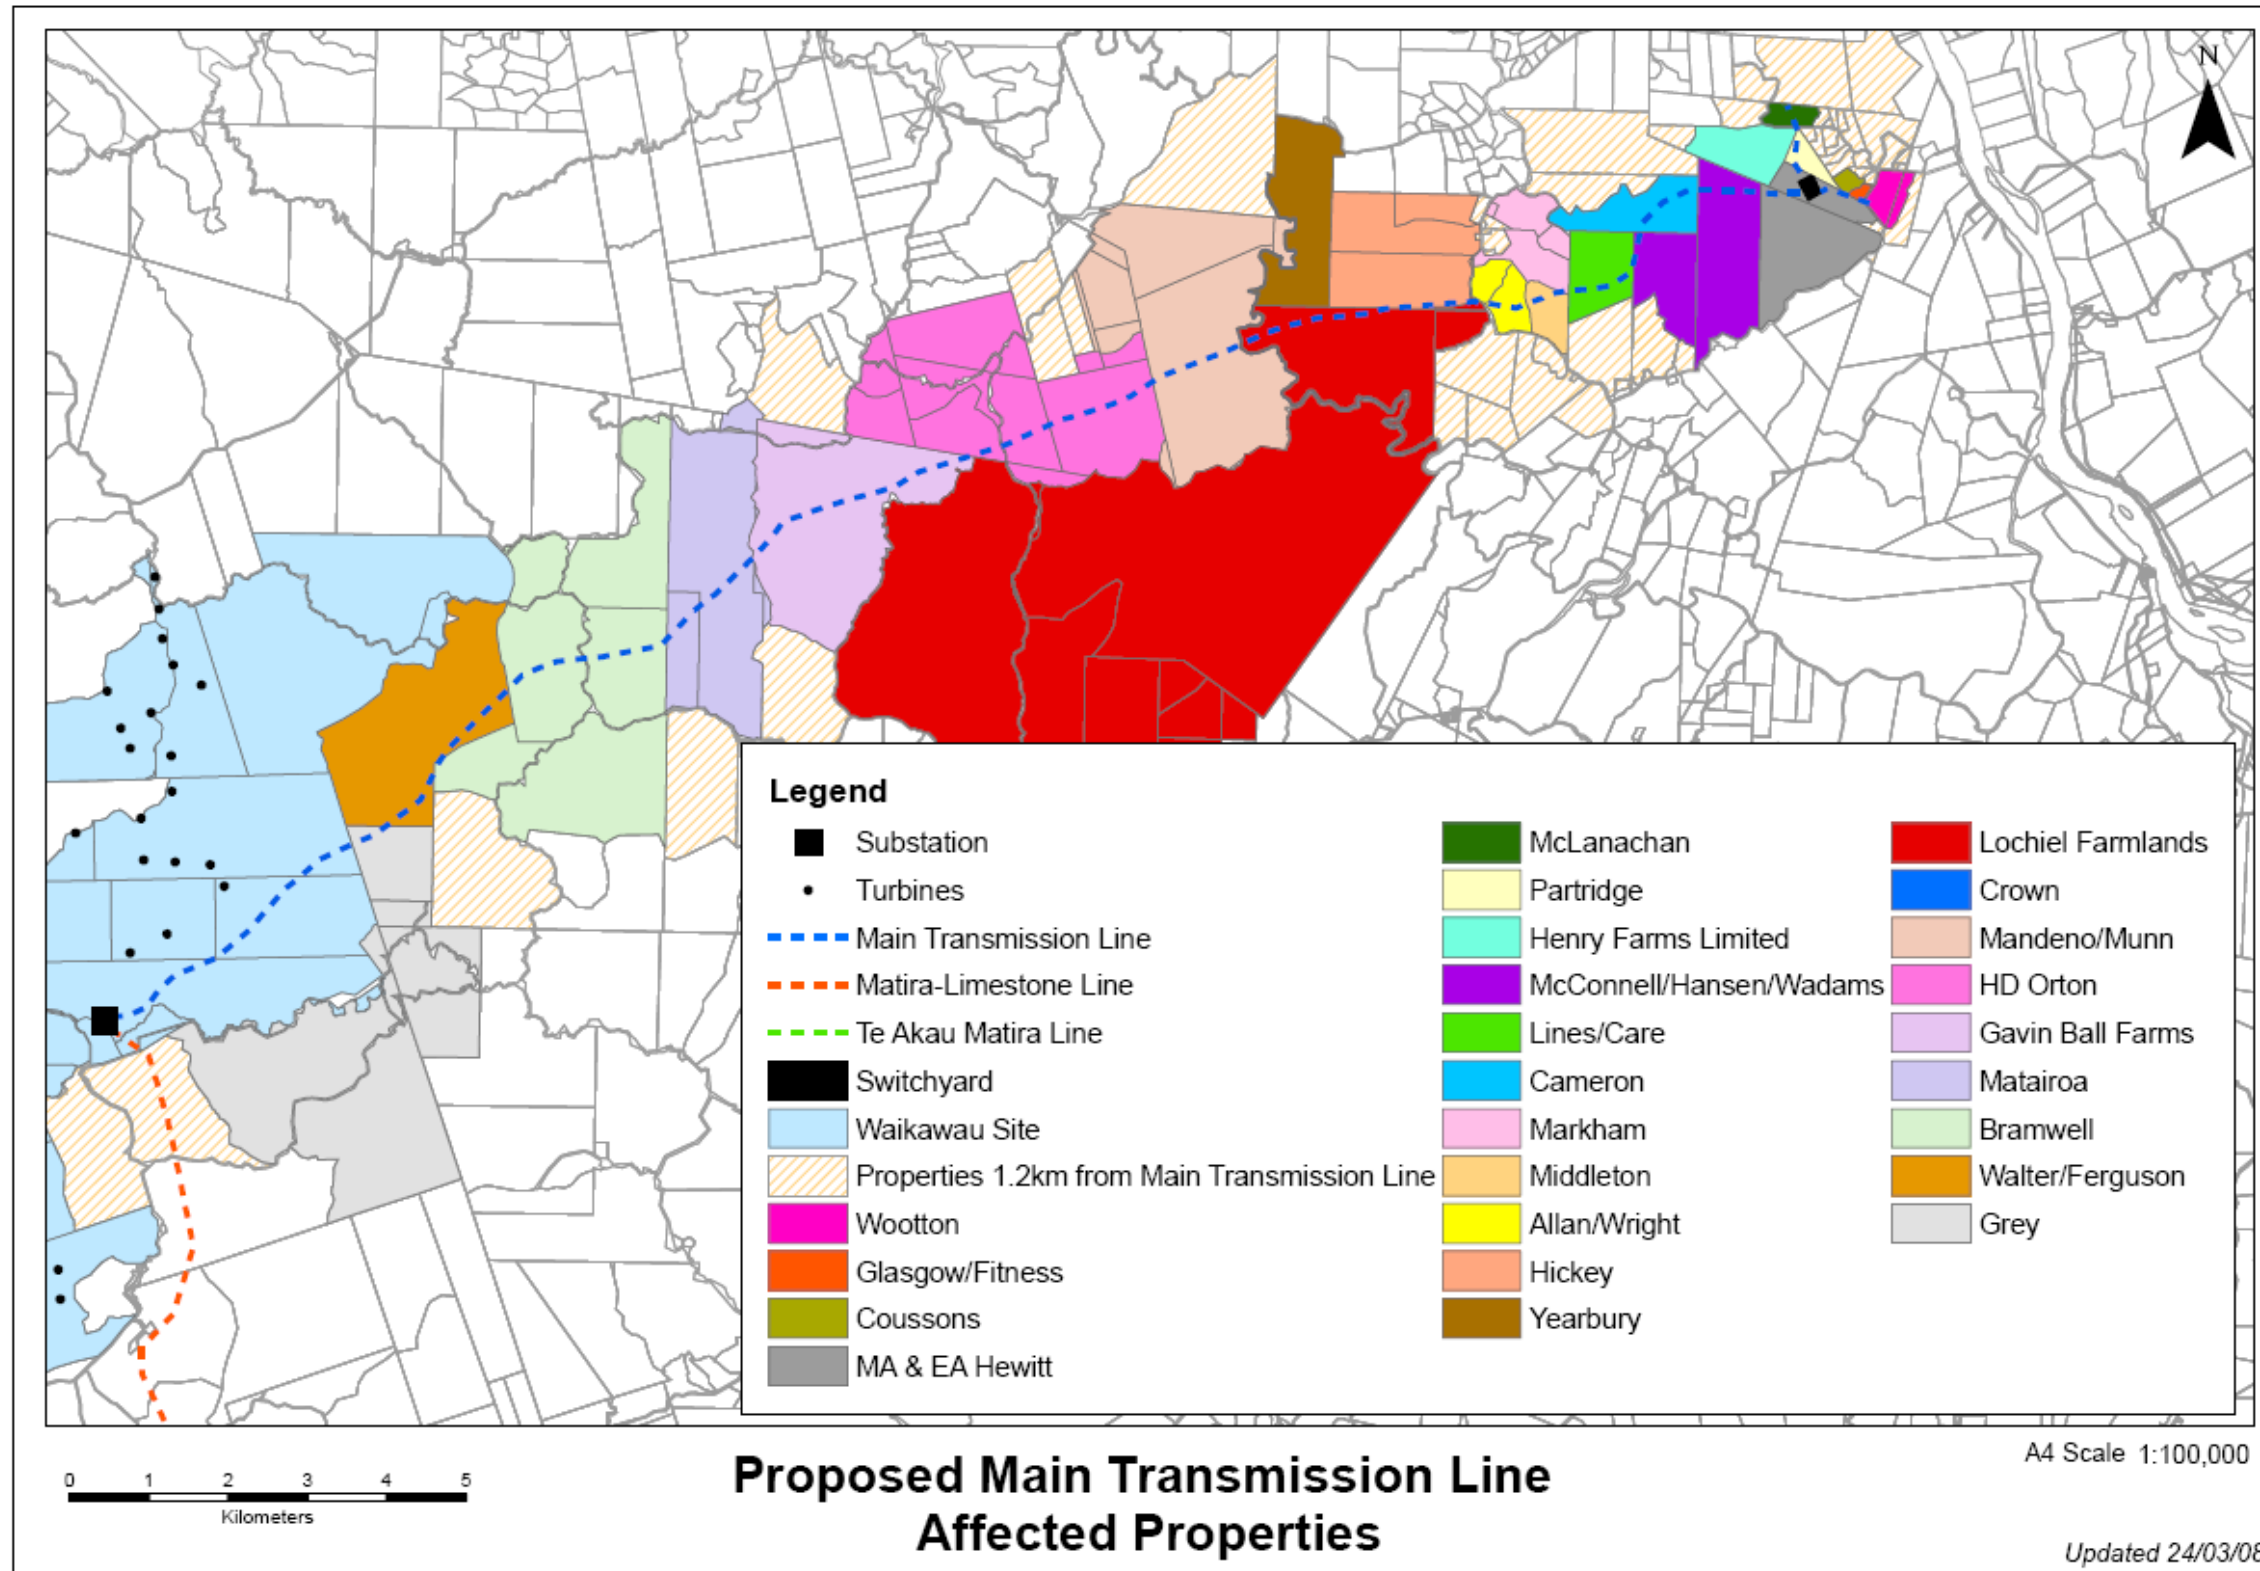 N
Legend
Substation
Turbines
Main Transmission Line
Matira-Limestone Line
Te Akau Matira Line
Switchyard
Waikawau Site
Properties 1.2km from Main Transmission Line
Wootton
Glasgow/Fitness
Coussons
MA & EA Hewitt
McLanachan
Partridge
Henry Farms Limited
McConnell/Hansen/Wadams
Lines/Care
Cameron
Markham
Middleton
Allan/Wright
Hickey
Yearbury
Lochiel Farmlands
Crown
Mandeno/Munn
HD Orton
Gavin Ball Farms
Matairoa
Bramwell
Walter/Ferguson
Grey
0 1 2 3 4 5
Kilometers
Proposed Main Transmission Line
Affected Properties
A4 Scale 1:100,000
Updated 24/03/08